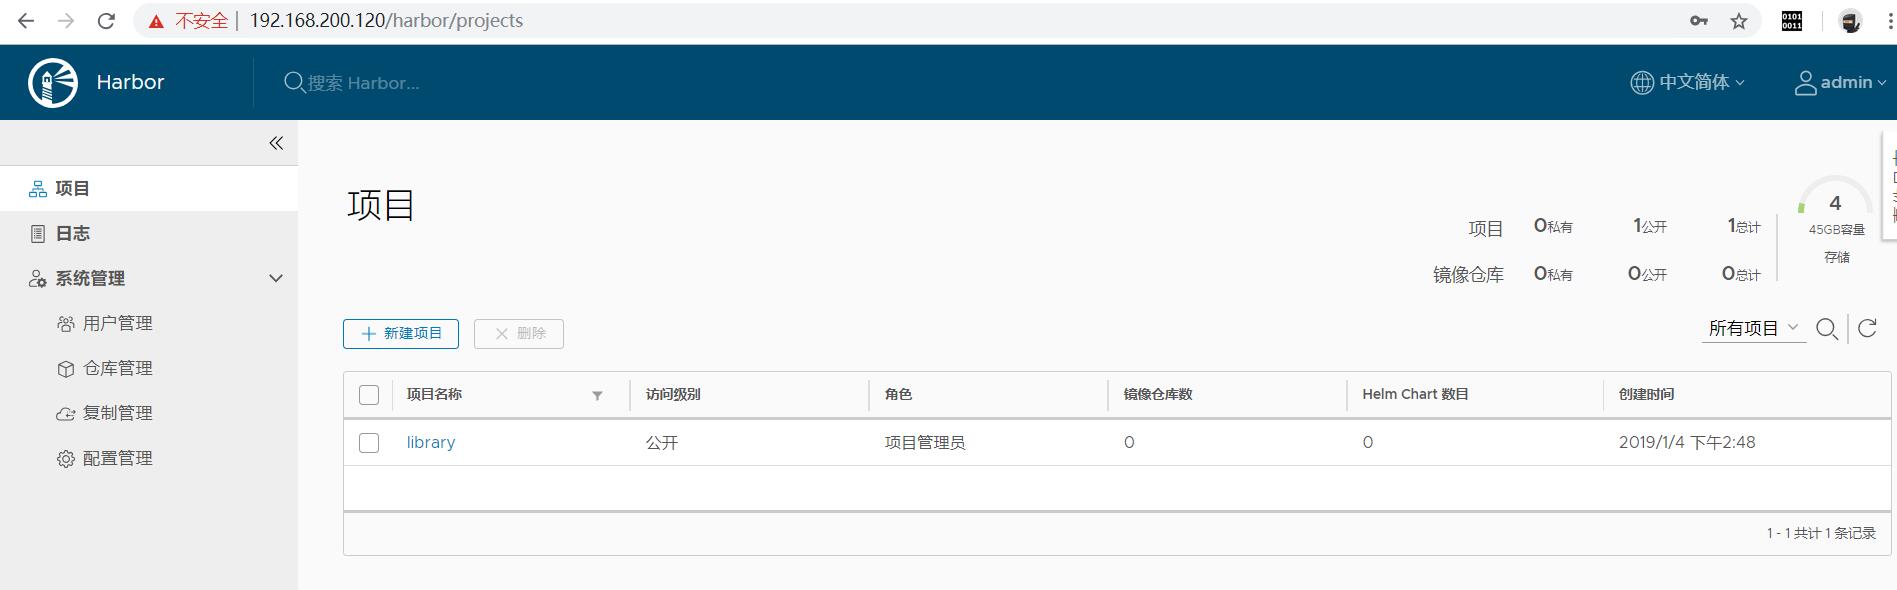 不安全 192.168.200.120/harbor/projects
Harbor 搜索 Harbor... 中文简体 admin
项目
日志
系统管理
用户管理
仓库管理
复制管理
配置管理
项目
项目 0私有 1公开 1总计
镜像仓库 0私有 0公开 0总计
4
45GB容量
存储
新建项目 删除 所有项目
项目名称 访问级别 角色 镜像仓库数 Helm Chart 数目 创建时间
library 公开 项目管理员 0 0 2019/1/4 下午2:48
1 - 1 共计 1 条记录